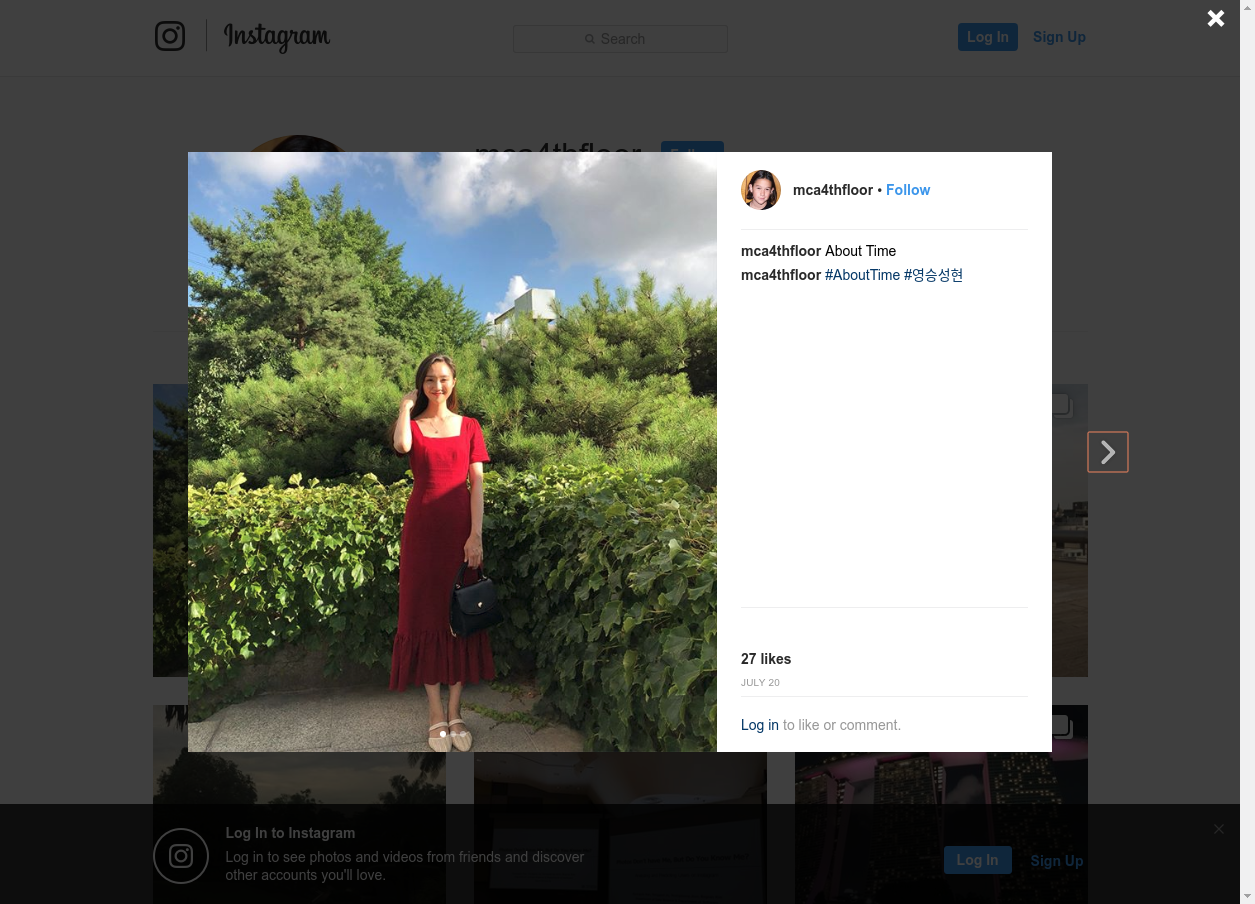 Instagram
Search
Log In
Sign Up
mca4thfloor
Follow
mca4thfloor • Follow
mca4thfloor About Time
mca4thfloor #AboutTime #영승성현
27 likes
JULY 20
Log in to like or comment.
Log In to Instagram
Log in to see photos and videos from friends and discover
other accounts you'll love.
Log In
Sign Up